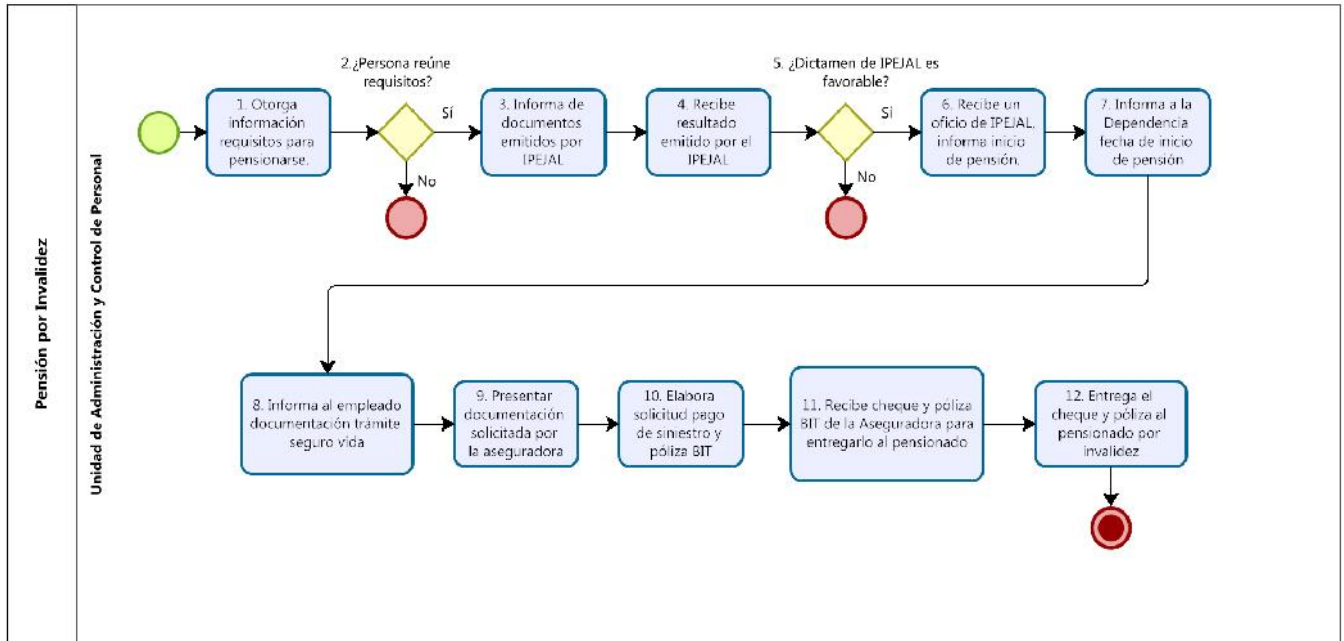 Pensión por Invalidez
Unidad de Administración y Control de Personal
1. Otorga
información
requisitos para
pensionarse.
2.¿Persona reúne
requisitos?
Sí
No
3. Informa de
documentos
emitidos por
IPEJAL
4. Recibe
resultado
emitido por el
IPEJAL
5. ¿Dictamen de IPEJAL es
favorable?
Sí
No
6. Recibe un
oficio de IPEJAL,
informa inicio
de pensión.
7. Informa a la
Dependencia
fecha de inicio
de pensión
8. Informa al empleado
documentación trámite
seguro vida
9. Presentar
documentación
solicitada por
la aseguradora
10. Elabora
solicitud pago
de siniestro y
póliza BIT
11. Recibe cheque y póliza
BIT de la Aseguradora para
entregarlo al pensionado
12. Entrega el
cheque y póliza al
pensionado por
invalidez